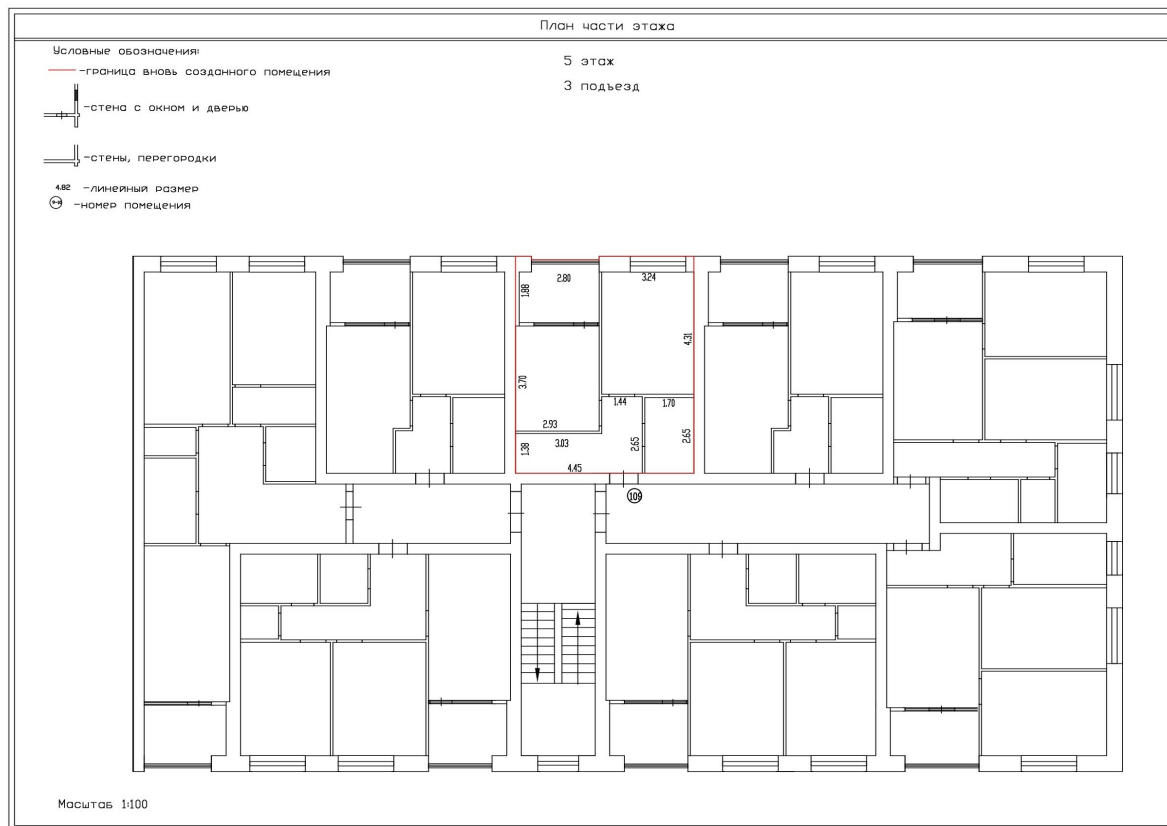 План части этажа
Условные обозначения:
-граница вновь созданного помещения
-стена с окном и дверью
-стены, перегородки
4.82 -линейный размер
-номер помещения
5 этаж
3 подъезд
2.80
3.24
1.88
4.31
3.70
1.44
1.70
2.93
3.03
1.38
2.65
2.65
4.45
109
Масштаб 1:100